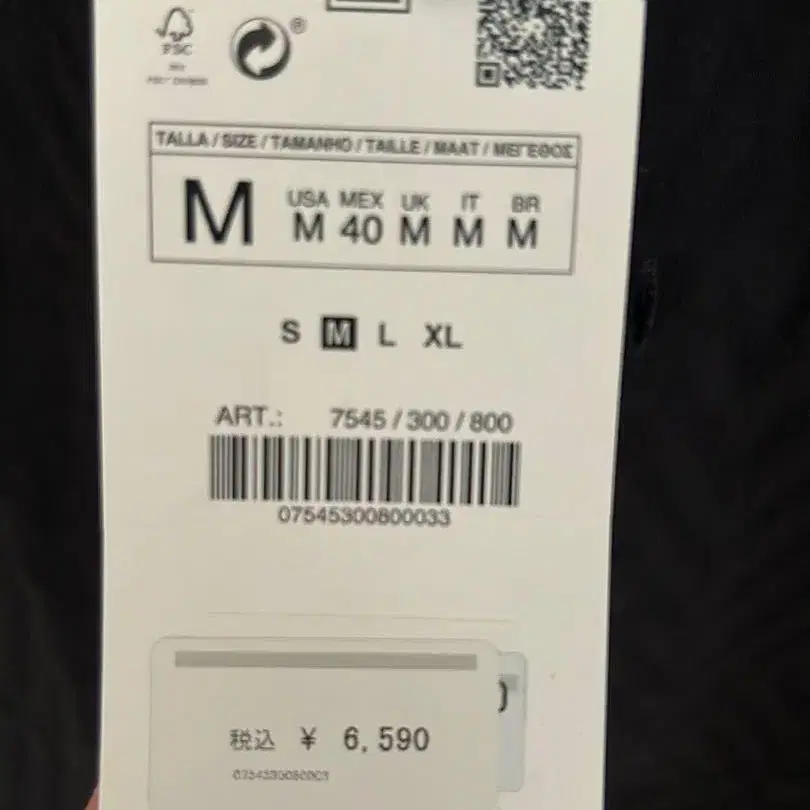 FSC
®
TALLA / SIZE / TAMANHO / TAILLE / MAAT / ΜΕΓΕΘΟΣ
M USA MEX UK IT BR
M 40 M M M
S M L XL
ART.: 7545 / 300 / 800
07545300800033
税込 ¥ 6,590